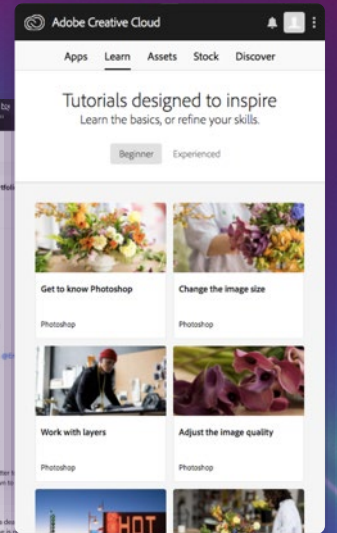 Adobe Creative Cloud
Apps Learn Assets Stock Discover
Tutorials designed to inspire
Learn the basics, or refine your skills.
Beginner Experienced
Get to know Photoshop
Change the image size
Photoshop
Photoshop
Work with layers
Adjust the image quality
Photoshop
Photoshop
HOT